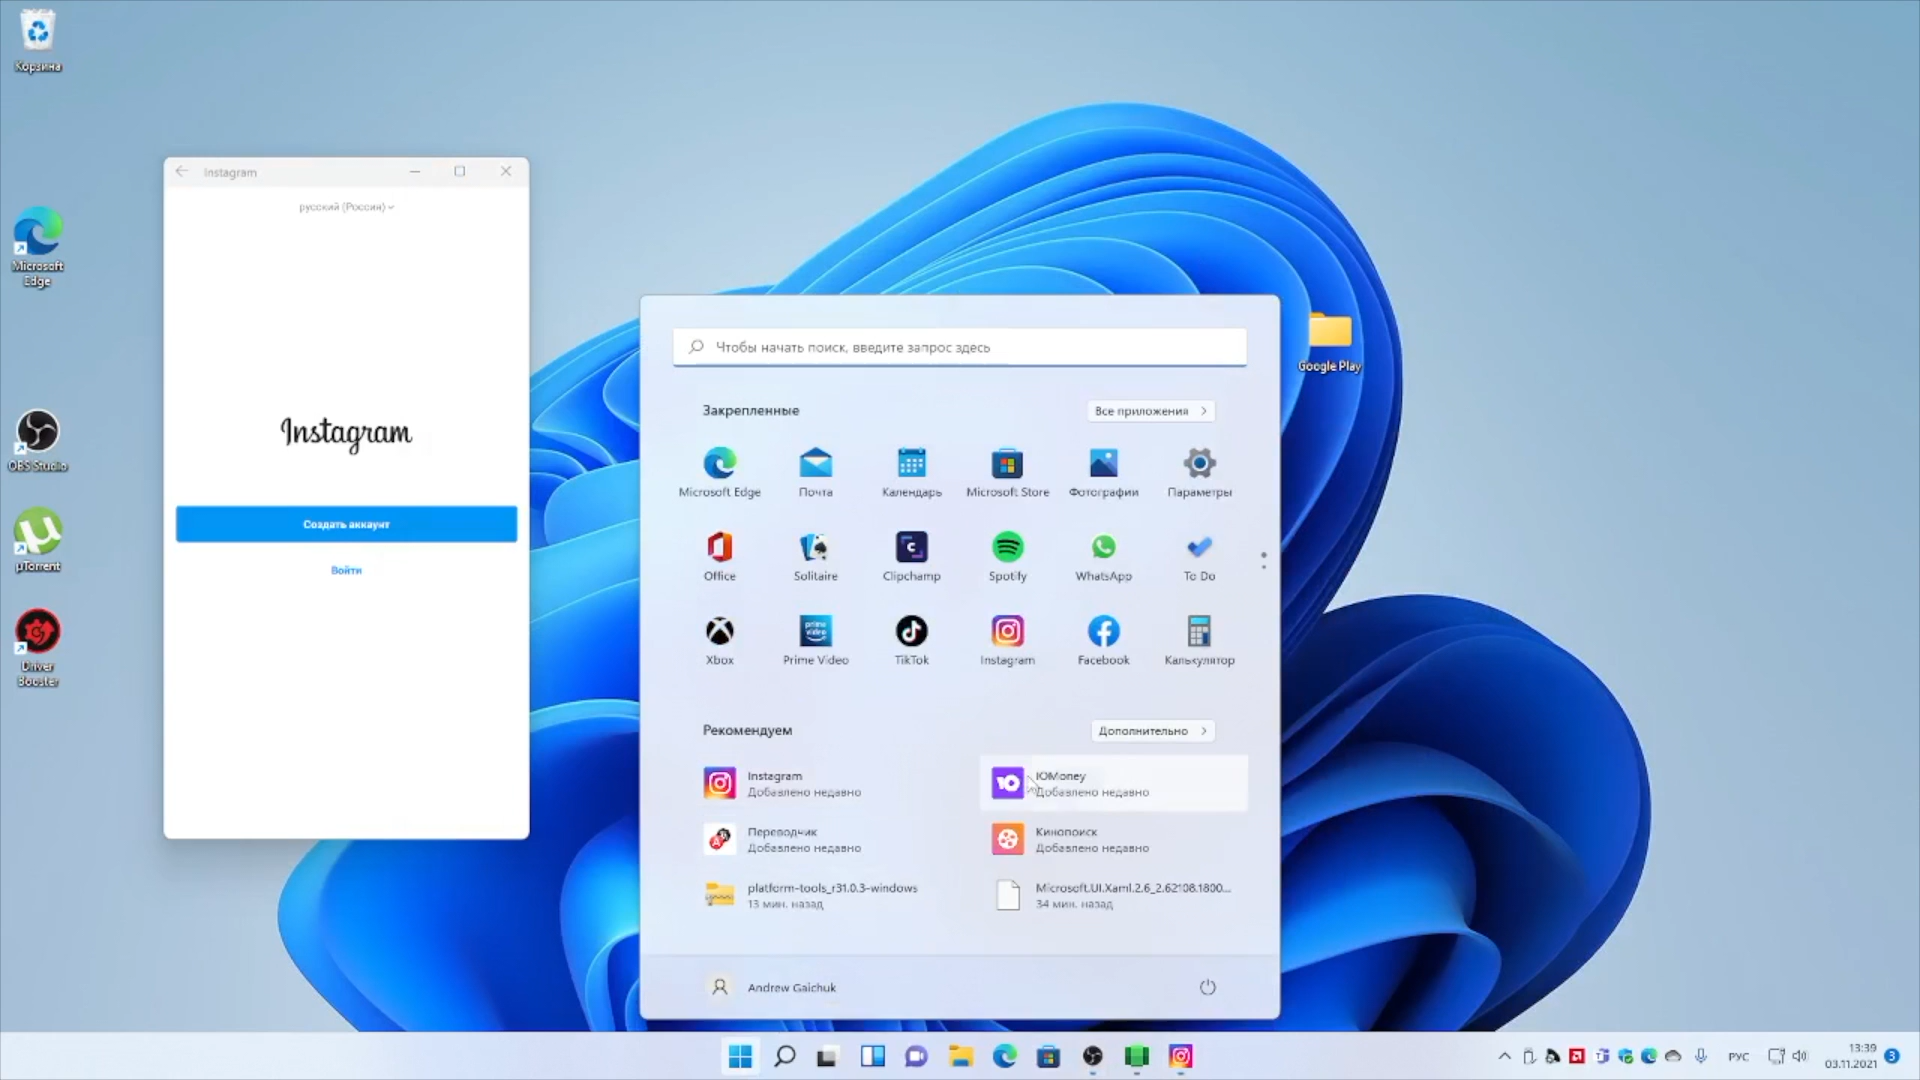 Корзина
Microsoft
Edge
OBS Studio
µTorrent
Driver
Booster
Instagram
русский (Россия)
Instagram
Создать аккаунт
Войти
Google Play
Чтобы начать поиск, введите запрос здесь
Закрепленные
Все приложения
Microsoft Edge
Почта
Календарь
Microsoft Store
Фотографии
Параметры
Office
Solitaire
Clipchamp
Spotify
WhatsApp
To Do
Xbox
prime video
Prime Video
TikTok
Instagram
Facebook
Калькулятор
Рекомендуем
Дополнительно
Instagram
Добавлено недавно
ЮMoney
Добавлено недавно
Переводчик
Добавлено недавно
Кинопоиск
Добавлено недавно
platform-tools_r31.0.3-windows
13 мин. назад
Microsoft.UI.Xaml.2.6_2.62108.1800...
34 мин. назад
Andrew Gaichuk
РУС
13:39
03.11.2021
3